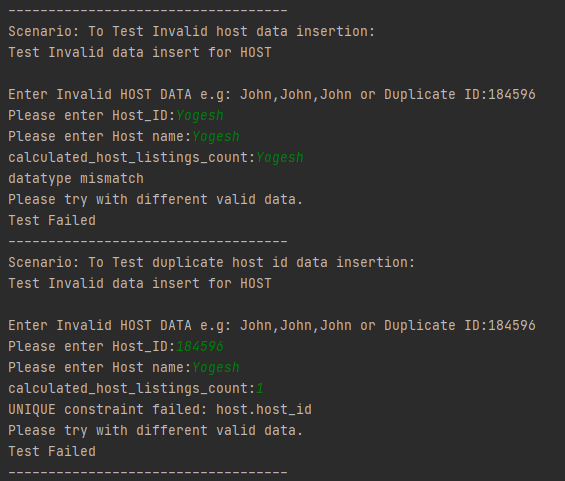 -----------------------------------
Scenario: To Test Invalid host data insertion:
Test Invalid data insert for HOST
Enter Invalid HOST DATA e.g: John,John,John or Duplicate ID:184596
Please enter Host_ID:Yogesh
Please enter Host name:Yogesh
calculated_host_listings_count:Yogesh
datatype mismatch
Please try with different valid data.
Test Failed
-----------------------------------
Scenario: To Test duplicate host id data insertion:
Test Invalid data insert for HOST
Enter Invalid HOST DATA e.g: John,John,John or Duplicate ID:184596
Please enter Host_ID:184596
Please enter Host name:Yogesh
calculated_host_listings_count:1
UNIQUE constraint failed: host.host_id
Please try with different valid data.
Test Failed
-----------------------------------